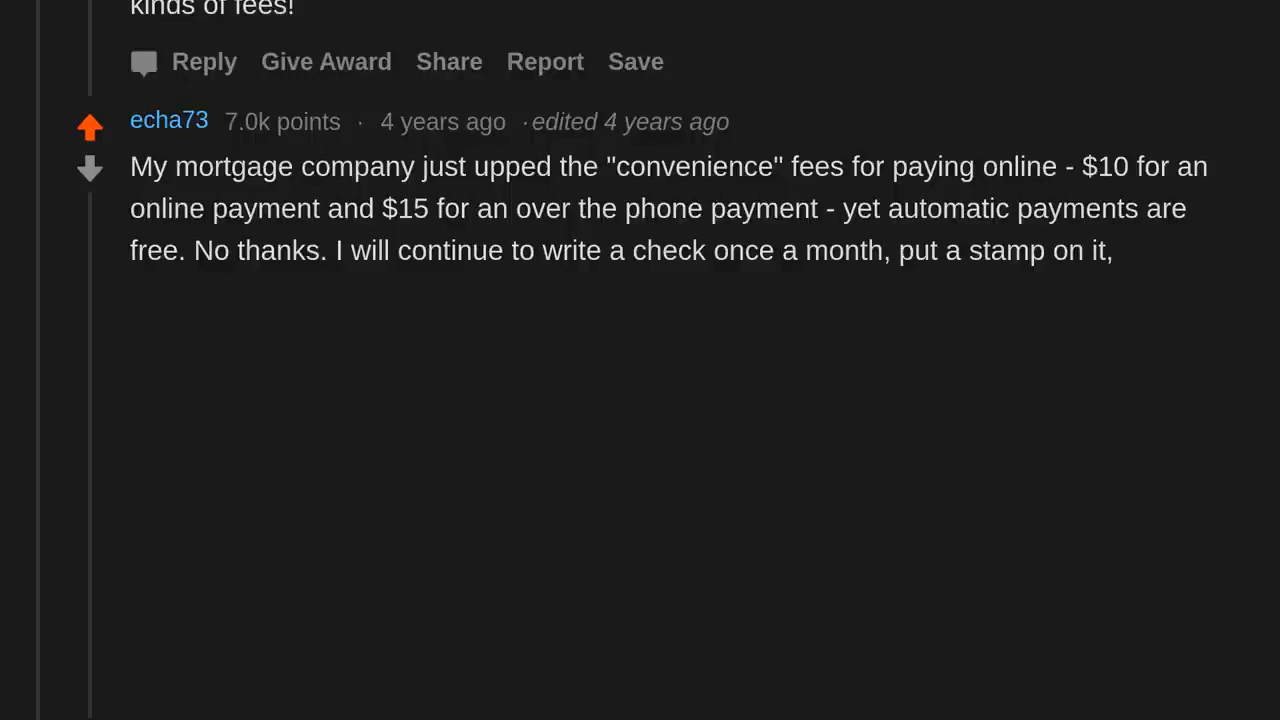 kinds of fees!
Reply Give Award Share Report Save
echa73 7.0k points · 4 years ago · edited 4 years ago
My mortgage company just upped the "convenience" fees for paying online - $10 for an
online payment and $15 for an over the phone payment - yet automatic payments are
free. No thanks. I will continue to write a check once a month, put a stamp on it,